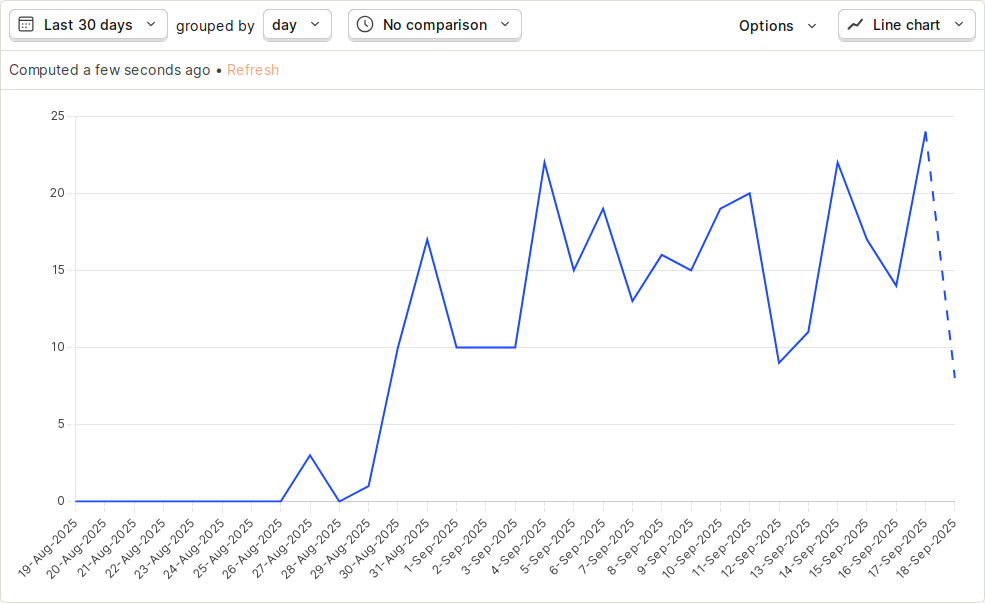 Last 30 days grouped by day No comparison Options Line chart
Computed a few seconds ago • Refresh
25
20
15
10
5
0
19-Aug-2025
20-Aug-2025
21-Aug-2025
22-Aug-2025
23-Aug-2025
24-Aug-2025
25-Aug-2025
26-Aug-2025
27-Aug-2025
28-Aug-2025
29-Aug-2025
30-Aug-2025
31-Aug-2025
1-Sep-2025
2-Sep-2025
3-Sep-2025
4-Sep-2025
5-Sep-2025
6-Sep-2025
7-Sep-2025
8-Sep-2025
9-Sep-2025
10-Sep-2025
11-Sep-2025
12-Sep-2025
13-Sep-2025
14-Sep-2025
15-Sep-2025
16-Sep-2025
17-Sep-2025
18-Sep-2025